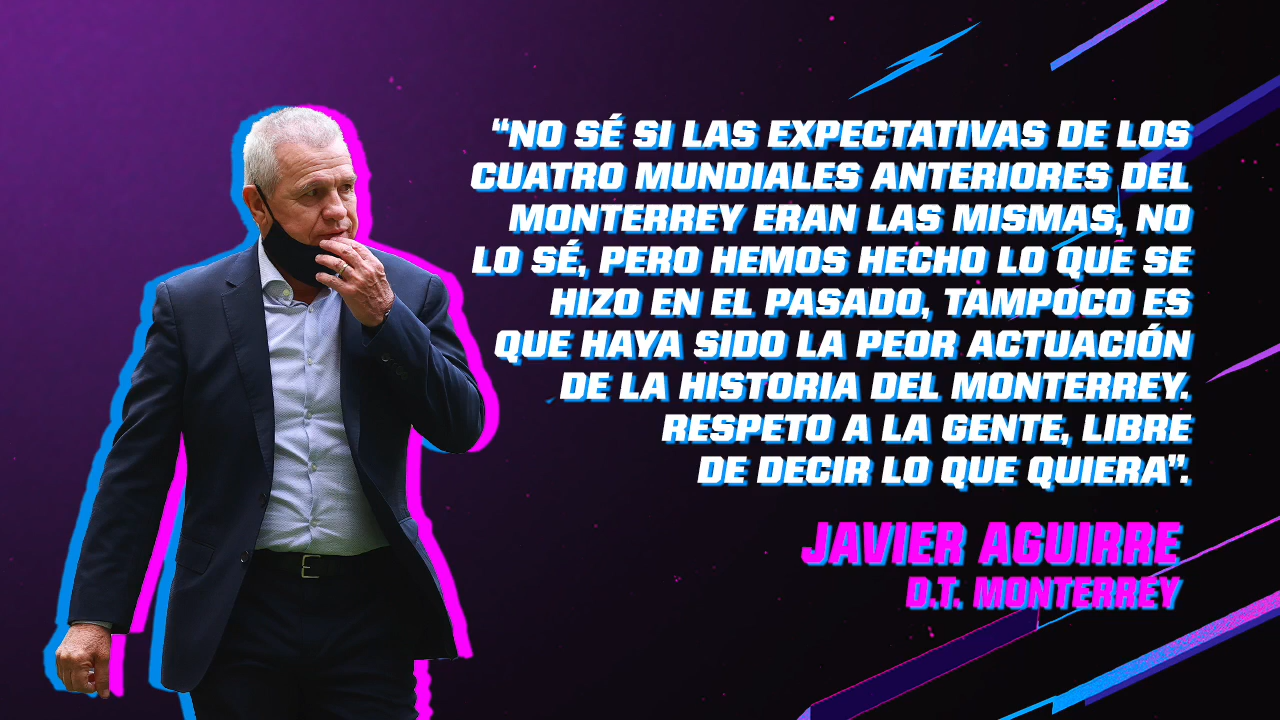 “NO SÉ SI LAS EXPECTATIVAS DE LOS
CUATRO MUNDIALES ANTERIORES DEL
MONTERREY ERAN LAS MISMAS, NO
LO SÉ, PERO HEMOS HECHO LO QUE SE
HIZO EN EL PASADO, TAMPOCO ES
QUE HAYA SIDO LA PEOR ACTUACIÓN
DE LA HISTORIA DEL MONTERREY.
RESPETO A LA GENTE, LIBRE
DE DECIR LO QUE QUIERA”.
JAVIER AGUIRRE
D.T. MONTERREY